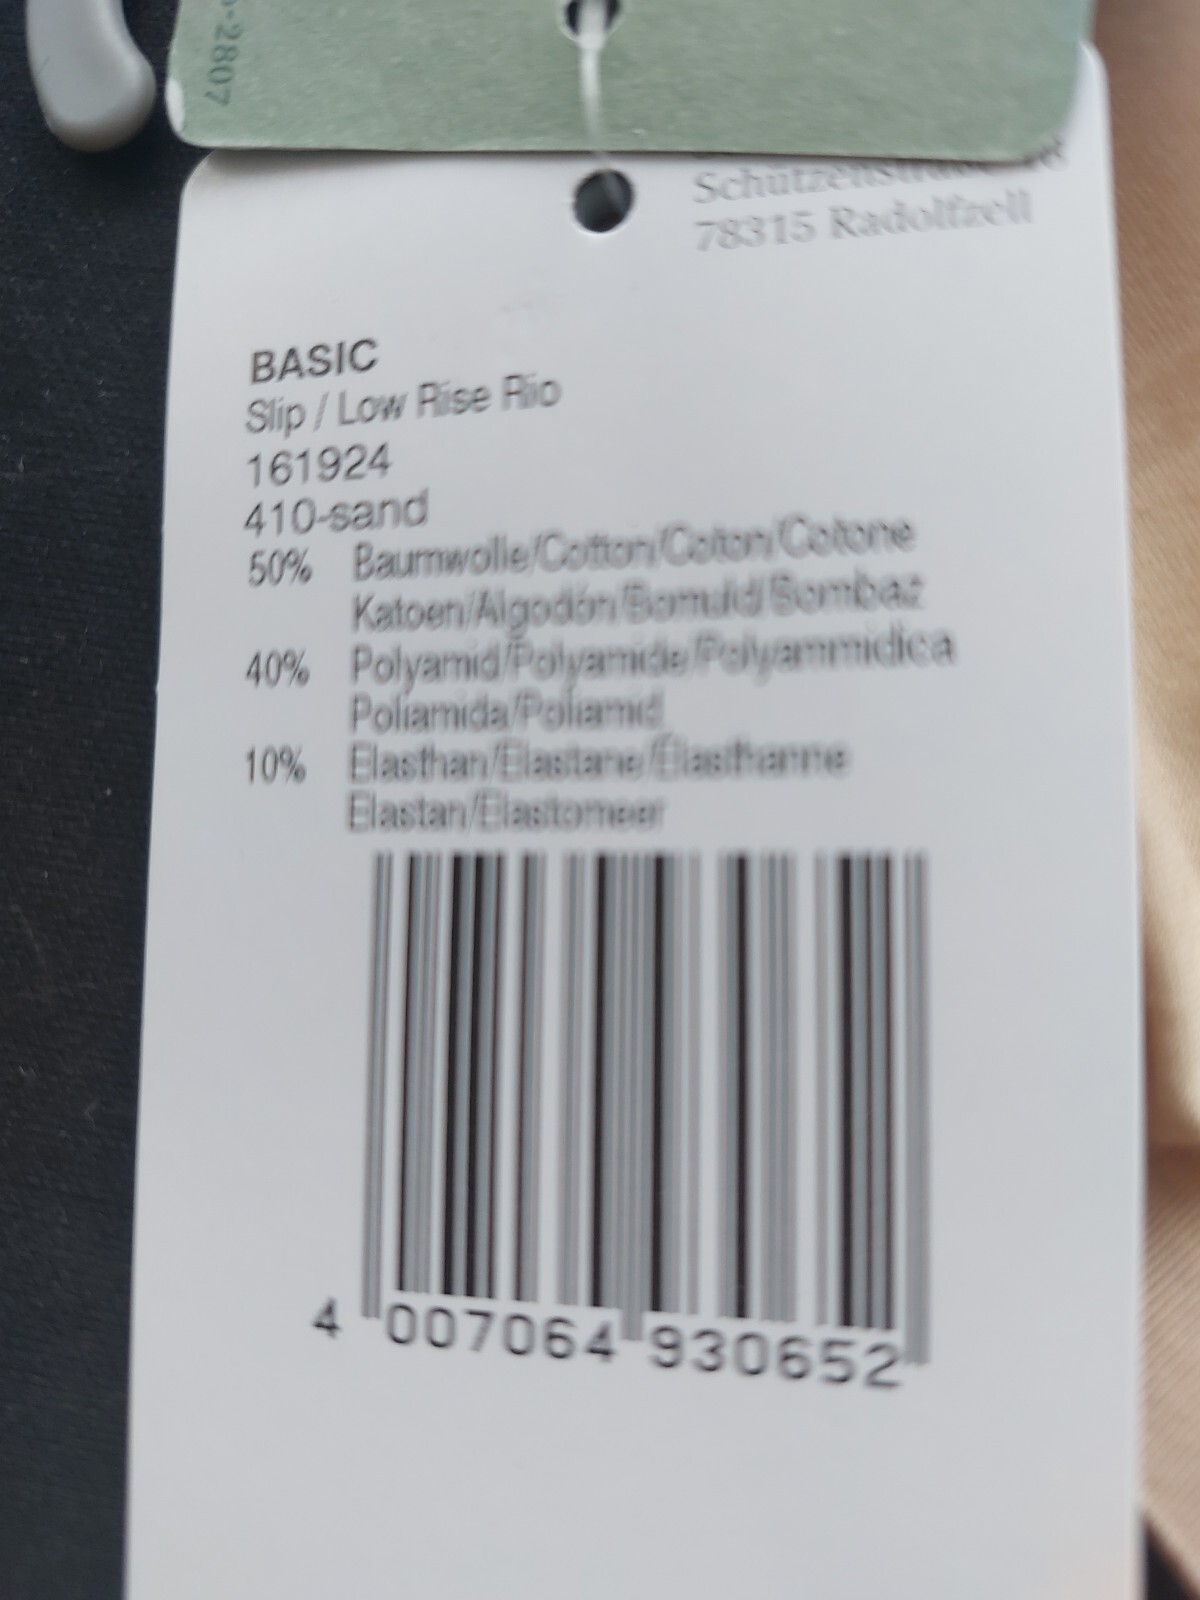 -2807
78315 Radolfzell
BASIC
Slip / Low Rise Rio
161924
410-sand
50% Baumwolle/Cotton/Coton/Cotone
Katoen/Algodón/Bomuld/Bombaz
40% Polyamid/Polyamide/Polyammidica
Poliamida/Poliamid
10% Elasthan/Elastane/Élasthanne
Elastan/Elastomeer
4 007064 930652